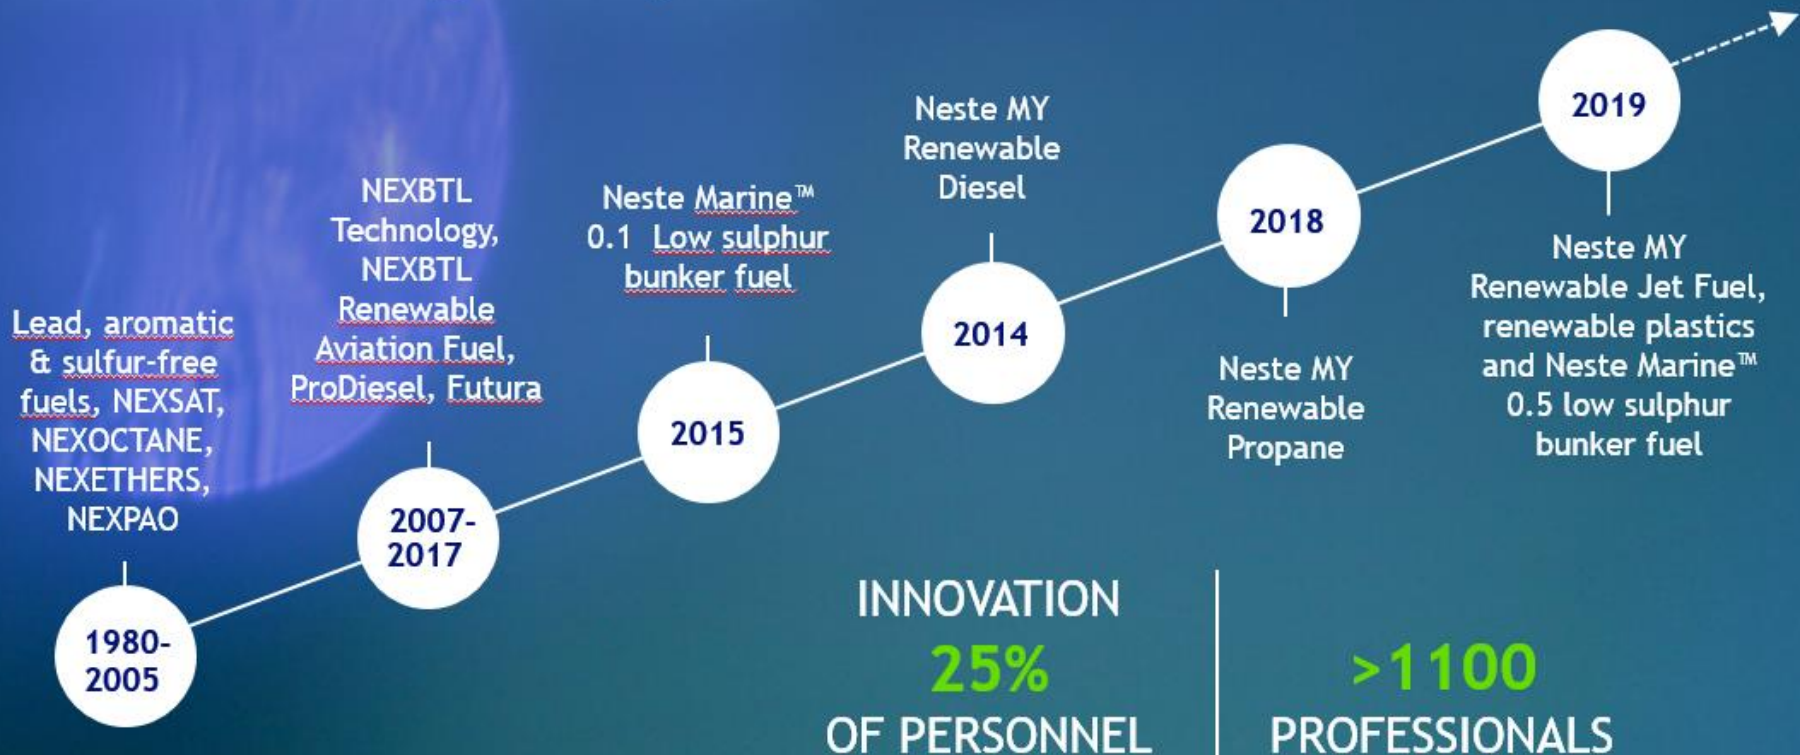 Lead, aromatic
& sulfur-free
fuels, NEXSAT,
NEXOCTANE,
NEXETHERS,
NEXPAO
1980-
2005
NEXBTL
Technology,
NEXBTL
Renewable
Aviation Fuel,
ProDiesel, Futura
2007-
2017
Neste Marine™
0.1 Low sulphur
bunker fuel
2015
Neste MY
Renewable
Diesel
2014
2018
Neste MY
Renewable
Propane
2019
Neste MY
Renewable Jet Fuel,
renewable plastics
and Neste Marine™
0.5 low sulphur
bunker fuel
INNOVATION
25%
OF PERSONNEL
>1100
PROFESSIONALS